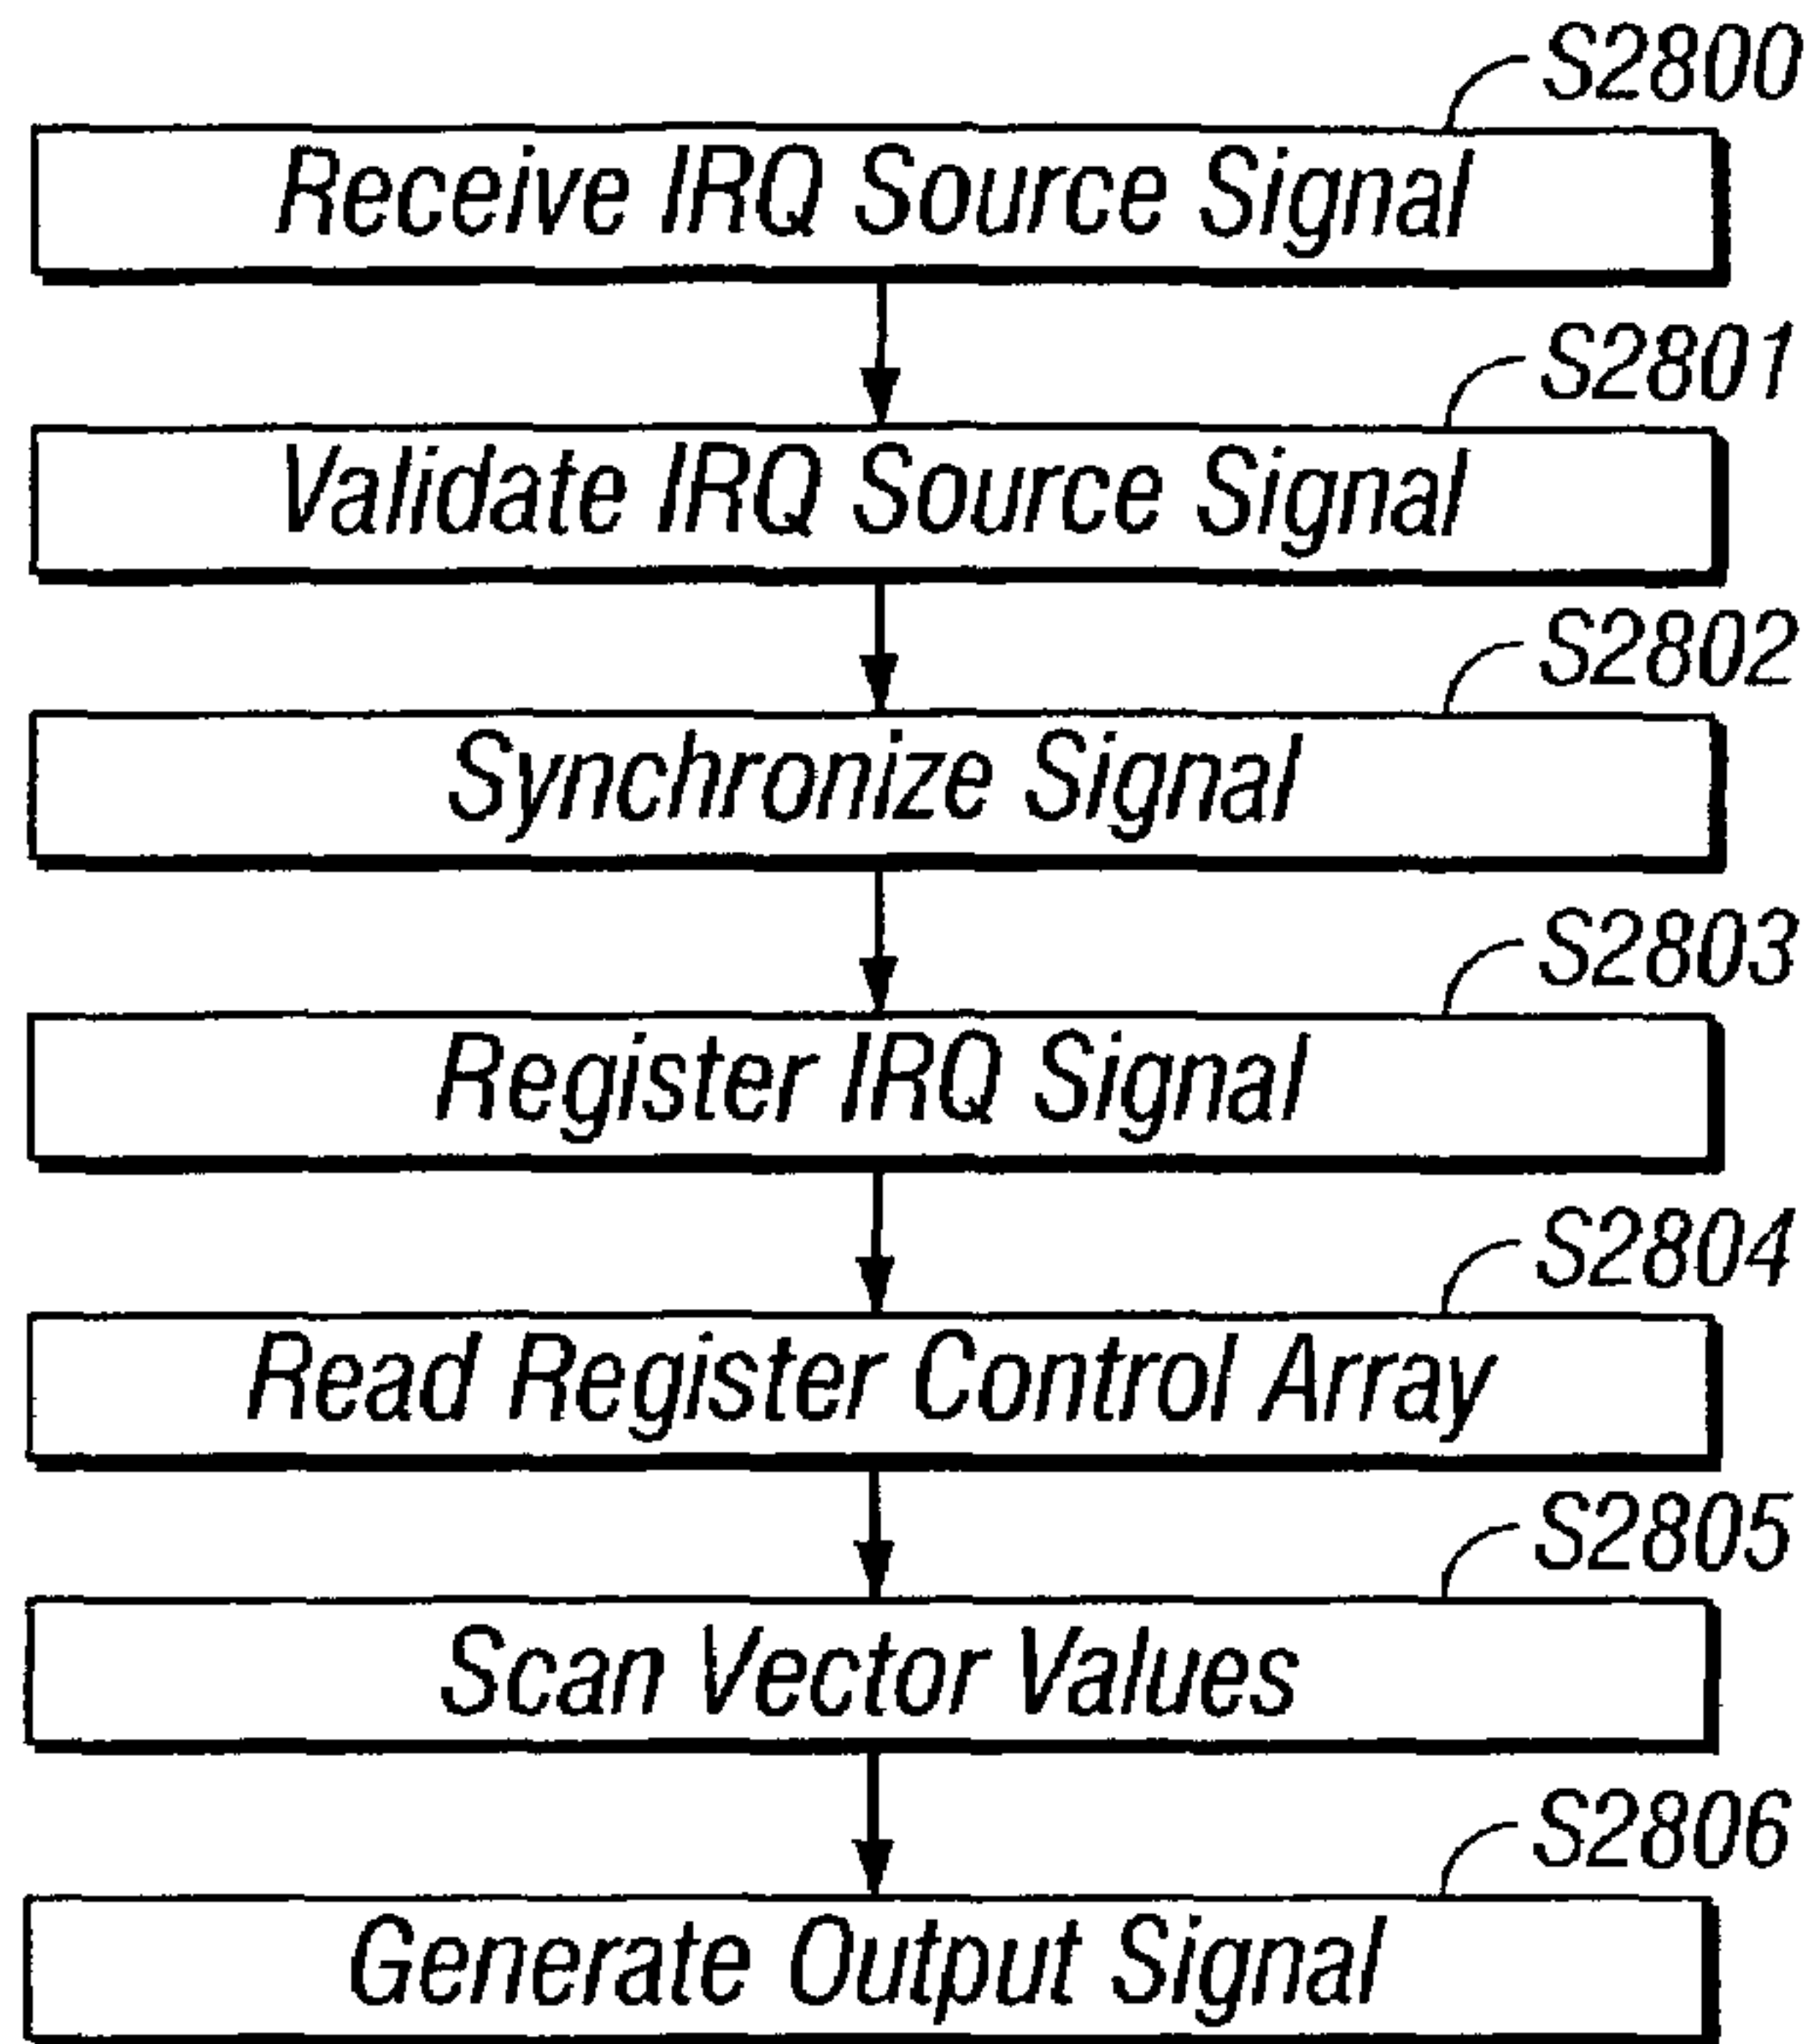 S2800
Receive IRQ Source Signal
S2801
Validate IRQ Source Signal
S2802
Synchronize Signal
S2803
Register IRQ Signal
S2804
Read Register Control Array
S2805
Scan Vector Values
S2806
Generate Output Signal